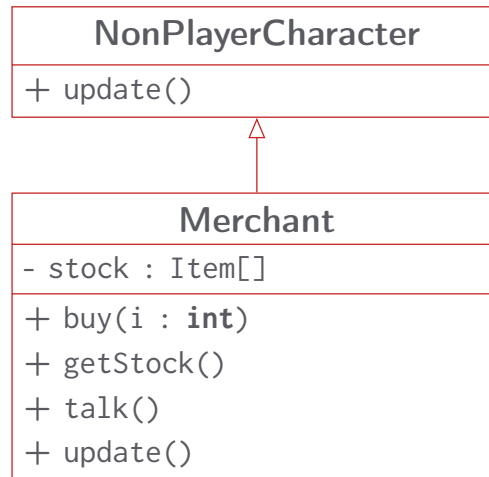 NonPlayerCharacter
+ update()
Merchant
- stock : Item[]
+ buy(i : int)
+ getStock()
+ talk()
+ update()